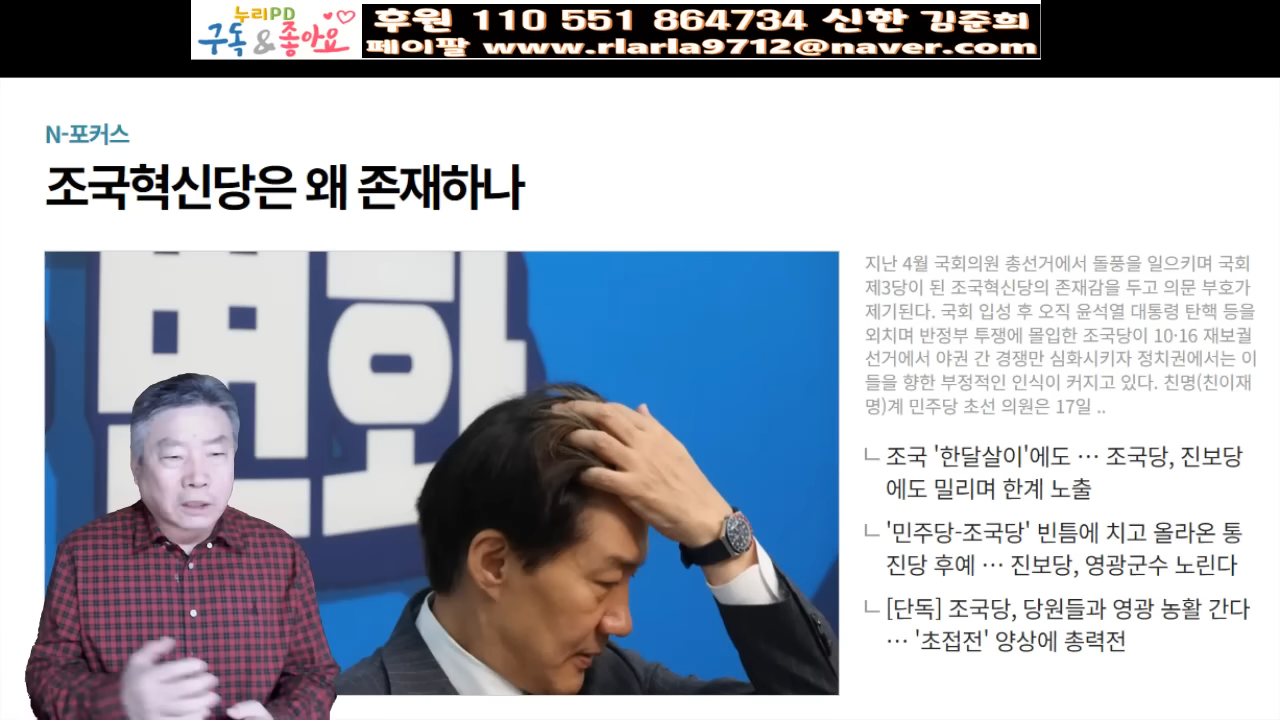 누리PD
구독&좋아요
후원 110 551 864734 신한 김준희
페이팔 www.rlarla9712@naver.com
N-포커스
조국혁신당은 왜 존재하나
변화
지난 4월 국회의원 총선거에서 돌풍을 일으키며 국회
제3당이 된 조국혁신당의 존재감을 두고 의문 부호가
제기된다. 국회 입성 후 오직 윤석열 대통령 탄핵 등을
외치며 반정부 투쟁에 몰입한 조국당이 10·16 재보궐
선거에서 야권 간 경쟁만 심화시키자 정치권에서는 이
들을 향한 부정적인 인식이 커지고 있다. 친명(친이재
명)계 민주당 초선 의원은 17일 ..
조국 '한달살이'에도 … 조국당, 진보당
에도 밀리며 한계 노출
'민주당-조국당' 빈틈에 치고 올라온 통
진당 후예 … 진보당, 영광군수 노린다
[단독] 조국당, 당원들과 영광 농활 간다
… '초접전' 양상에 총력전